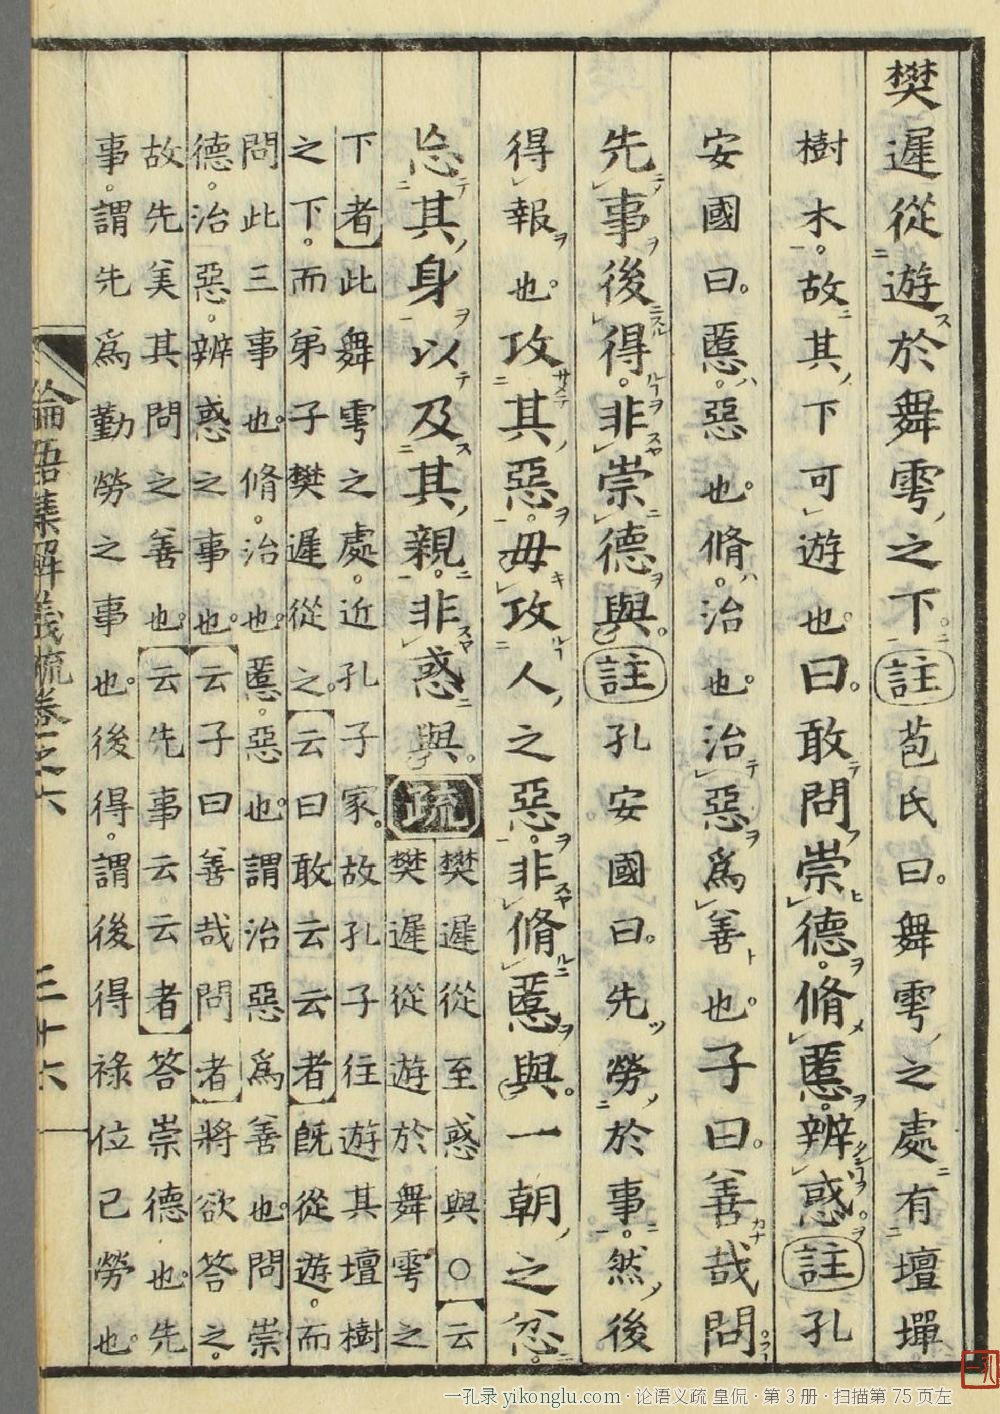 樊遲從遊於舞雩之下註苞氏曰舞雩之處有壇墠
樹木故其下可遊也曰敢問崇德脩慝辨惑註孔
安國曰慝惡也脩治也治惡爲善也子曰善哉問
先事後得非崇德與註孔安國曰先勞於事然後
得報也攻其惡毋攻人之惡非脩慝與一朝之忿
忘其身以及其親非惑與疏
樊遲從至惑與○云
樊遲從遊於舞雩之
下者此舞雩之處近孔子家故孔子往遊其壇樹
之下而弟子樊遲從之云曰敢云云者既從遊而
問此三事也脩治也慝惡也謂治惡爲善也問崇
德治惡辨惑之事也云子曰善哉問者將欲答之
故先美其問之善也云先事云云者答崇德也先
事謂先爲勤勞之事也後得謂後得祿位己勞也
論語集解義疏卷之六
三十六
一孔录 yikonglu.com · 论语义疏 皇侃 · 第 3 册 · 扫描第 75 页左